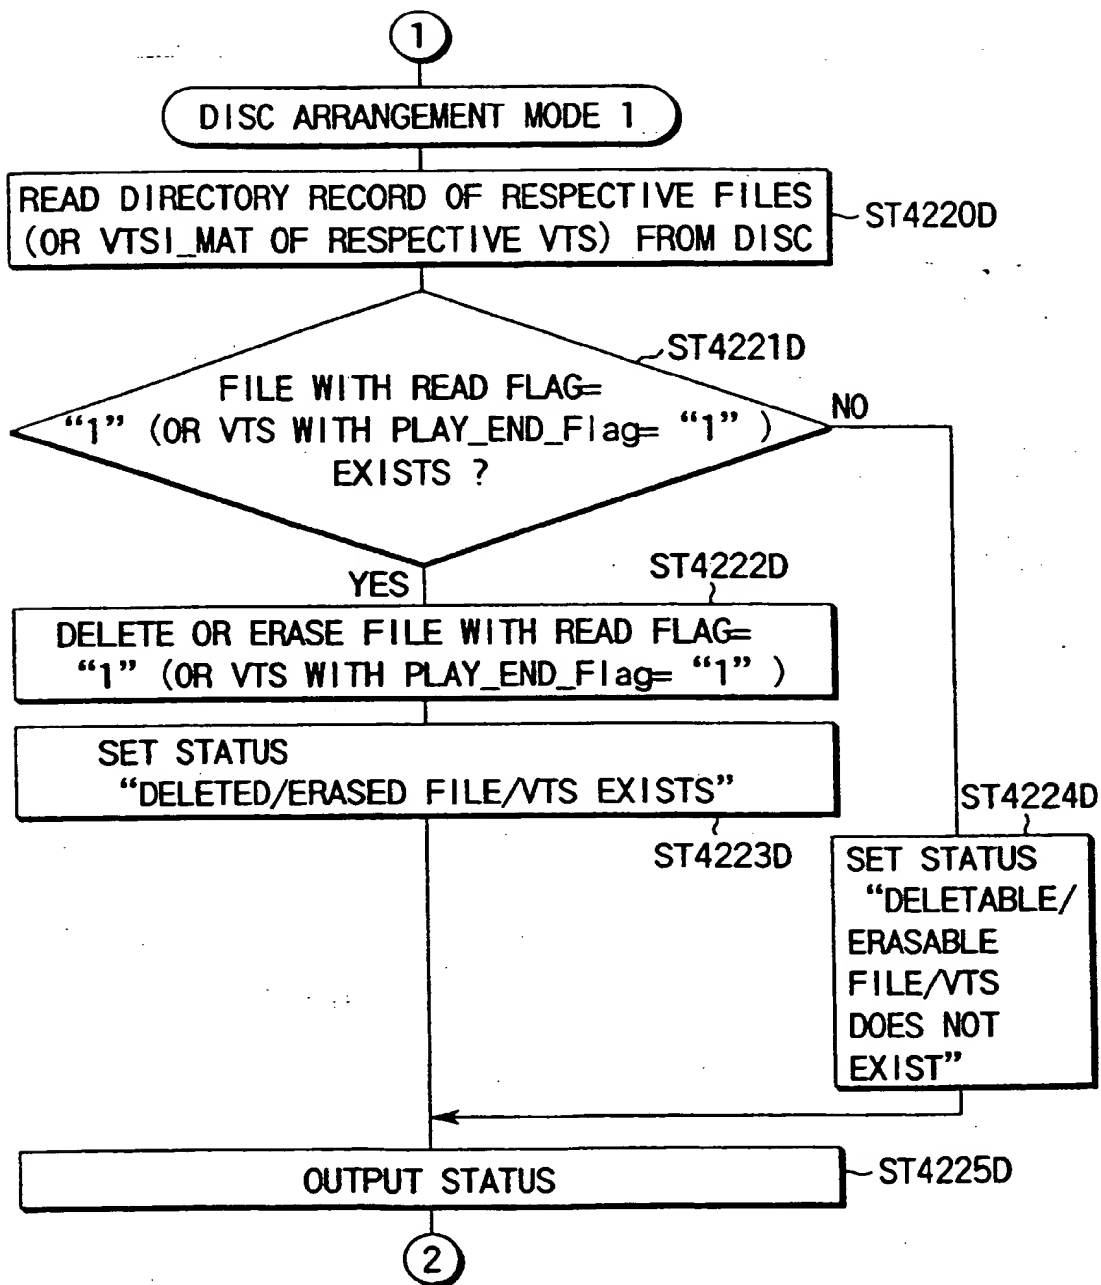 1
DISC ARRANGEMENT MODE 1
READ DIRECTORY RECORD OF RESPECTIVE FILES
(OR VTSI_MAT OF RESPECTIVE VTS) FROM DISC
ST4220D
ST4221D
FILE WITH READ FLAG=
“1” (OR VTS WITH PLAY_END_Flag= “1” )
EXISTS ?
NO
YES
ST4222D
DELETE OR ERASE FILE WITH READ FLAG=
“1” (OR VTS WITH PLAY_END_Flag= “1” )
SET STATUS
“DELETED/ERASED FILE/VTS EXISTS”
ST4223D
ST4224D
SET STATUS
“DELETABLE/
ERASABLE
FILE/VTS
DOES NOT
EXIST”
OUTPUT STATUS
ST4225D
2